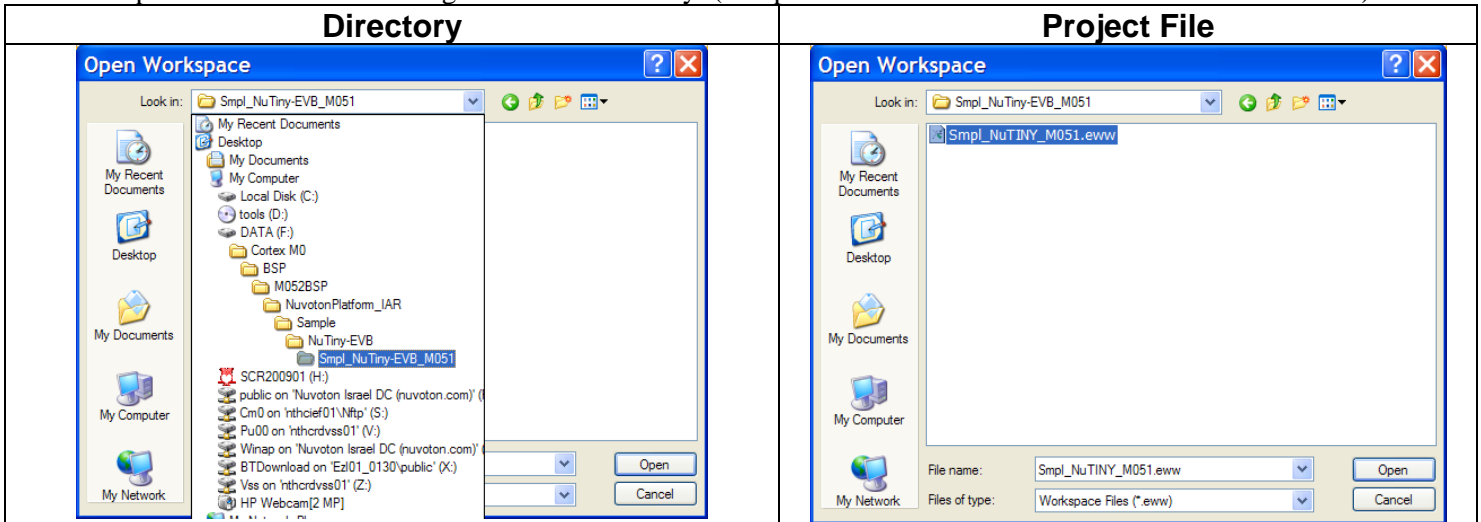 Directory
Project File
Open Workspace
Look in: Smpl_NuTiny-EVB_M051
My Recent Documents
Desktop
My Documents
My Computer
Local Disk (C:)
tools (D:)
DATA (F:)
Cortex M0
BSP
M052BSP
NuvotonPlatform_IAR
Sample
NuTiny-EVB
Smpl_NuTiny-EVB_M051
SCR200901 (H:)
public on 'Nuvoton Israel DC (nuvoton.com)'
Cm0 on 'nthcief01\Nftp' (S:)
Pu00 on 'nthcrdvss01' (V:)
Winap on 'Nuvoton Israel DC (nuvoton.com)'
BTDownload on 'Ezl01_0130\public' (X:)
Vss on 'nthcrdvss01' (Z:)
HP Webcam[2 MP]
My Recent
Documents
Desktop
My Documents
My Computer
My Network
Open
Cancel
Open Workspace
Look in: Smpl_NuTiny-EVB_M051
Smpl_NuTINY_M051.eww
My Recent
Documents
Desktop
My Documents
My Computer
My Network
File name: Smpl_NuTINY_M051.eww Open
Files of type: Workspace Files (*.eww) Cancel